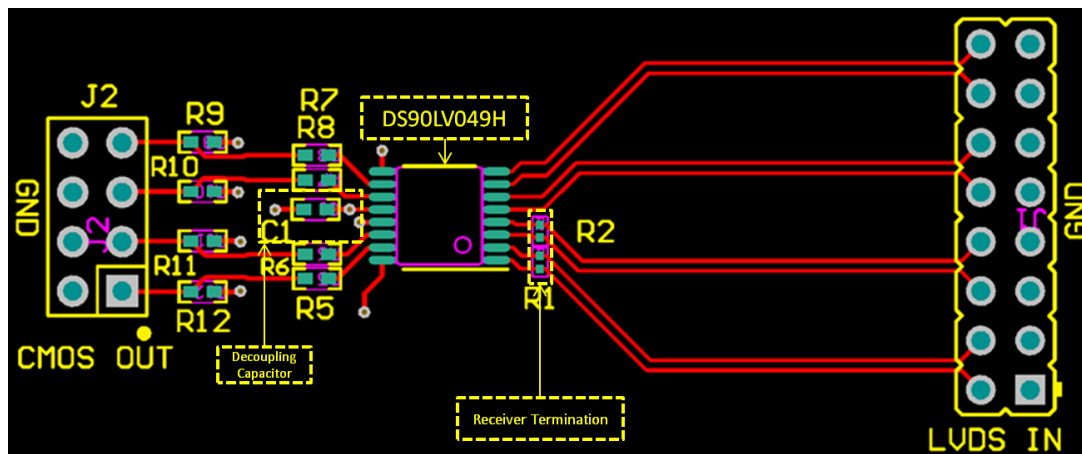 J2
R9
R7
R8
DS90LV049H
R10
GND
J2
C1
R2
J1
GND
R11
R6
R5
R1
R12
CMOS OUT
Decoupling
Capacitor
Receiver Termination
LVDS IN